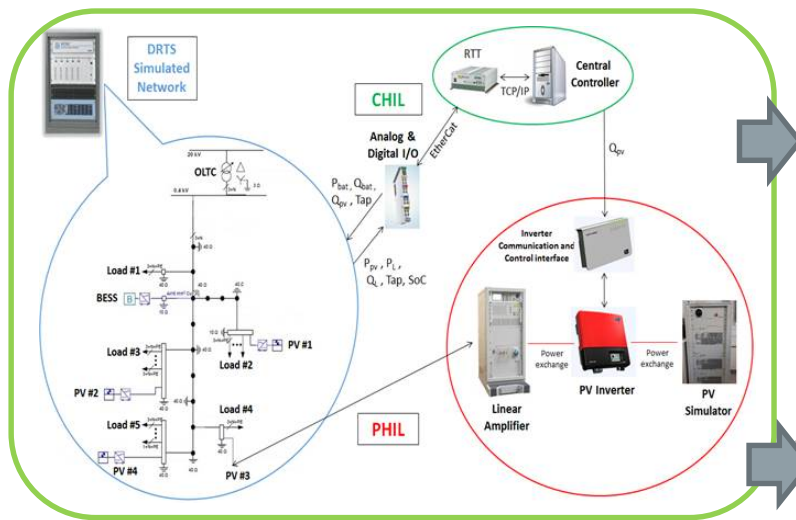 DRTS
Simulated
Network
CHIL
RTT
TCP/IP
Central
Controller
Analog &
Digital I/O
EtherCat
Qpv
20 kV
OLTC
0.4 kV
3 Ω
Pbat, Qbat,
Qpv, Tap
Ppv, PL,
QL, Tap, SoC
Load #1
BESS
B
PV #1
Load #2
Load #3
PV #2
Load #4
Load #5
PV #4
PV #3
PHIL
Inverter
Communication and
Control interface
Power
exchange
Power
exchange
Linear
Amplifier
PV Inverter
PV
Simulator